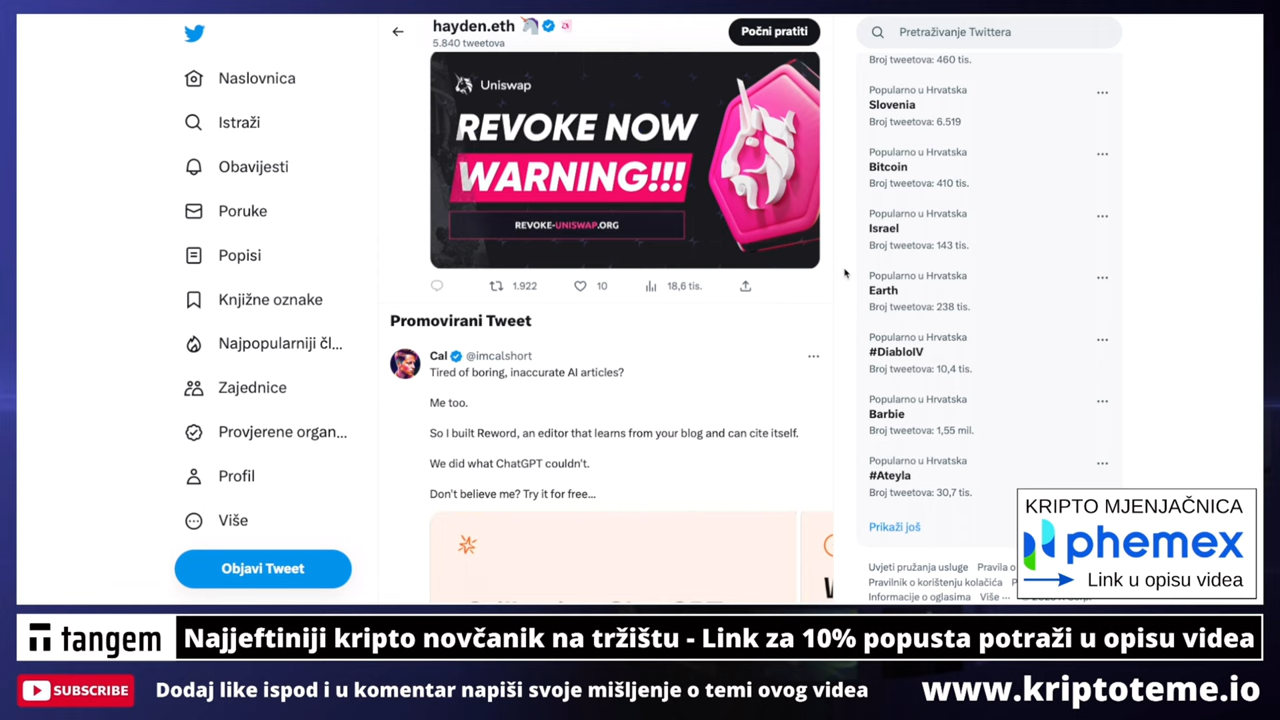 hayden.eth
5.840 tweetova
Počni pratiti
Pretraživanje Twittera
Naslovnica
Istraži
Obavijesti
Poruke
Popisi
Knjižne oznake
Najpopularniji čl...
Zajednice
Provjerene organ...
Profil
Više
Objavi Tweet
Uniswap
REVOKE NOW
WARNING!!!
REVOKE-UNISWAP.ORG
1.922
10
18,6 tis.
Promovirani Tweet
Cal @imcalshort
Tired of boring, inaccurate AI articles?
Me too.
So I built Reword, an editor that learns from your blog and can cite itself.
We did what ChatGPT couldn't.
Don't believe me? Try it for free...
Broj tweetova: 460 tis.
Popularno u Hrvatska
Slovenia
Broj tweetova: 6.519
Popularno u Hrvatska
Bitcoin
Broj tweetova: 410 tis.
Popularno u Hrvatska
Israel
Broj tweetova: 143 tis.
Popularno u Hrvatska
Earth
Broj tweetova: 238 tis.
Popularno u Hrvatska
#DiabloIV
Broj tweetova: 10,4 tis.
Popularno u Hrvatska
Barbie
Broj tweetova: 1,55 mil.
Popularno u Hrvatska
#Ateyla
Broj tweetova: 30,7 tis.
Prikaži još
Uvjeti pružanja usluge Pravila o
Pravilnik o korištenju kolačića
Informacije o oglasima Više ...
KRIPTO MJENJAČNICA
phemex
Link u opisu videa
tangem
Najjeftiniji kripto novčanik na tržištu - Link za 10% popusta potraži u opisu videa
SUBSCRIBE
Dodaj like ispod i u komentar napiši svoje mišljenje o temi ovog videa
www.kriptoteme.io